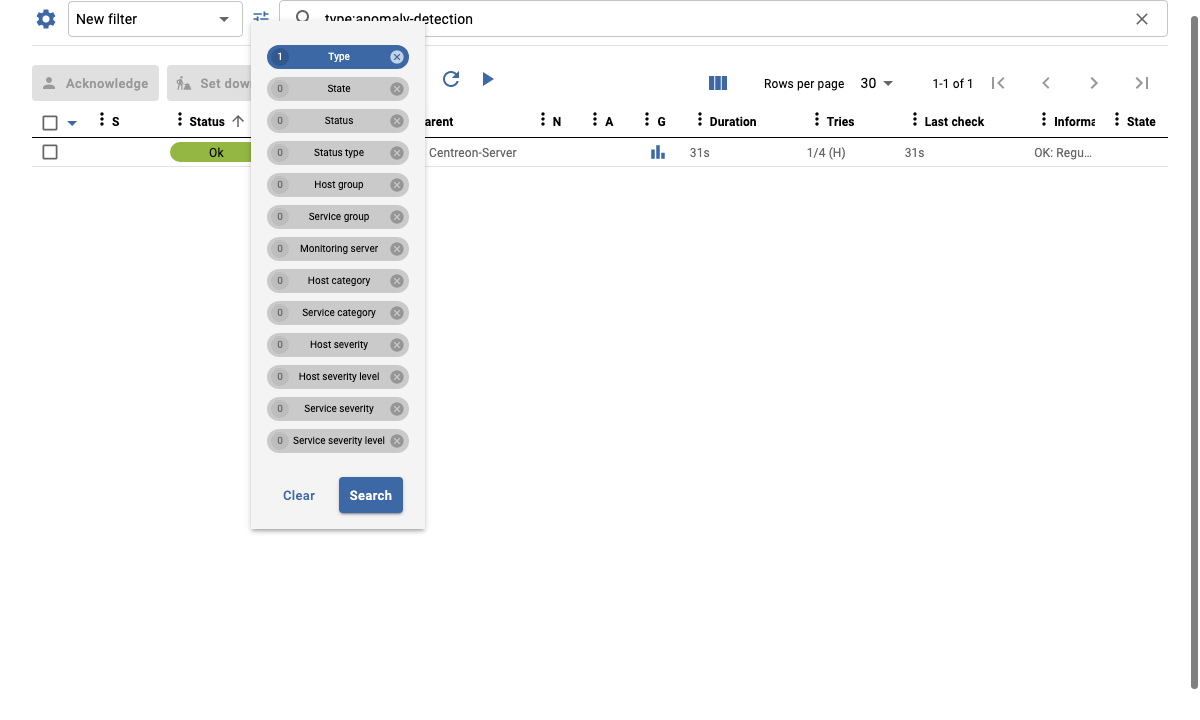 New filter
type:anomaly-detection
1 Type
Acknowledge
Set dow
0 State
Rows per page 30
1-1 of 1
0 Status
S
Status
arent
N
A
G
Duration
Tries
Last check
Informa
State
Ok
0 Status type
Centreon-Server
31s
1/4 (H)
31s
OK: Regu...
0 Host group
0 Service group
0 Monitoring server
0 Host category
0 Service category
0 Host severity
0 Host severity level
0 Service severity
0 Service severity level
Clear
Search